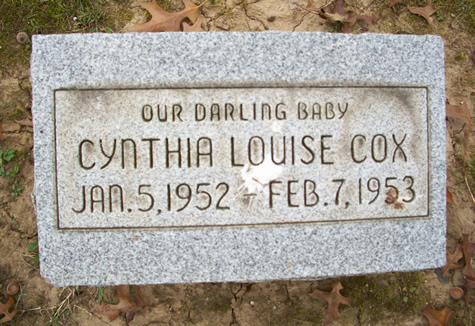 OUR DARLING BABY
CYNTHIA LOUISE COX
JAN. 5, 1952 - FEB. 7, 1953